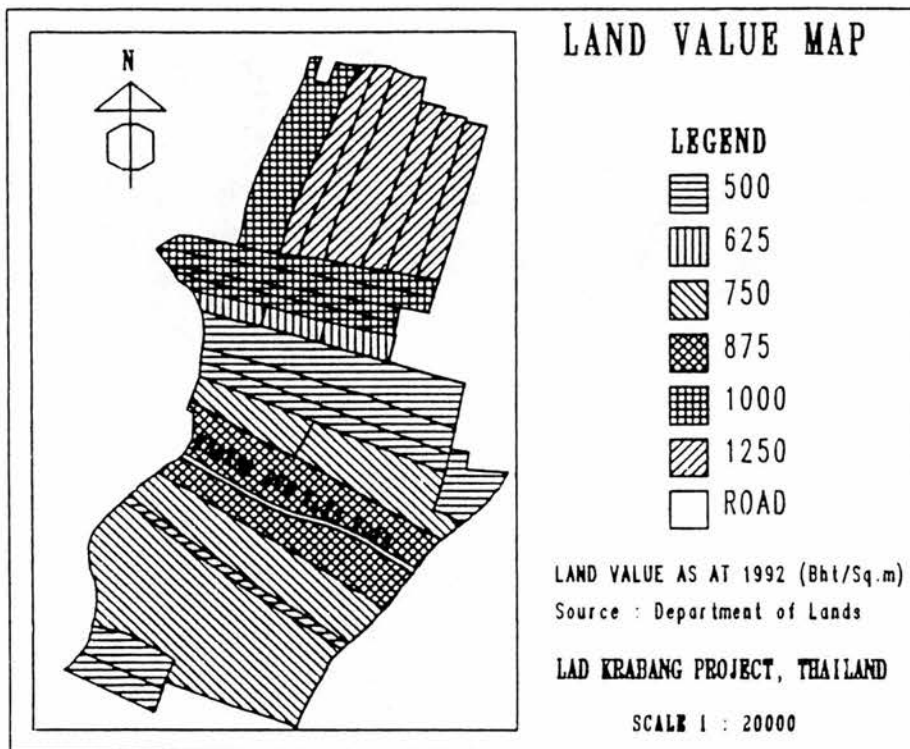 LAND VALUE MAP
N
LEGEND
500
625
750
875
1000
1250
ROAD
LAND VALUE AS AT 1992 (Bht/Sq.m)
Source : Department of Lands
LAD KRABANG PROJECT, THAILAND
SCALE 1 : 20000